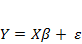 Y = Xβ + ε